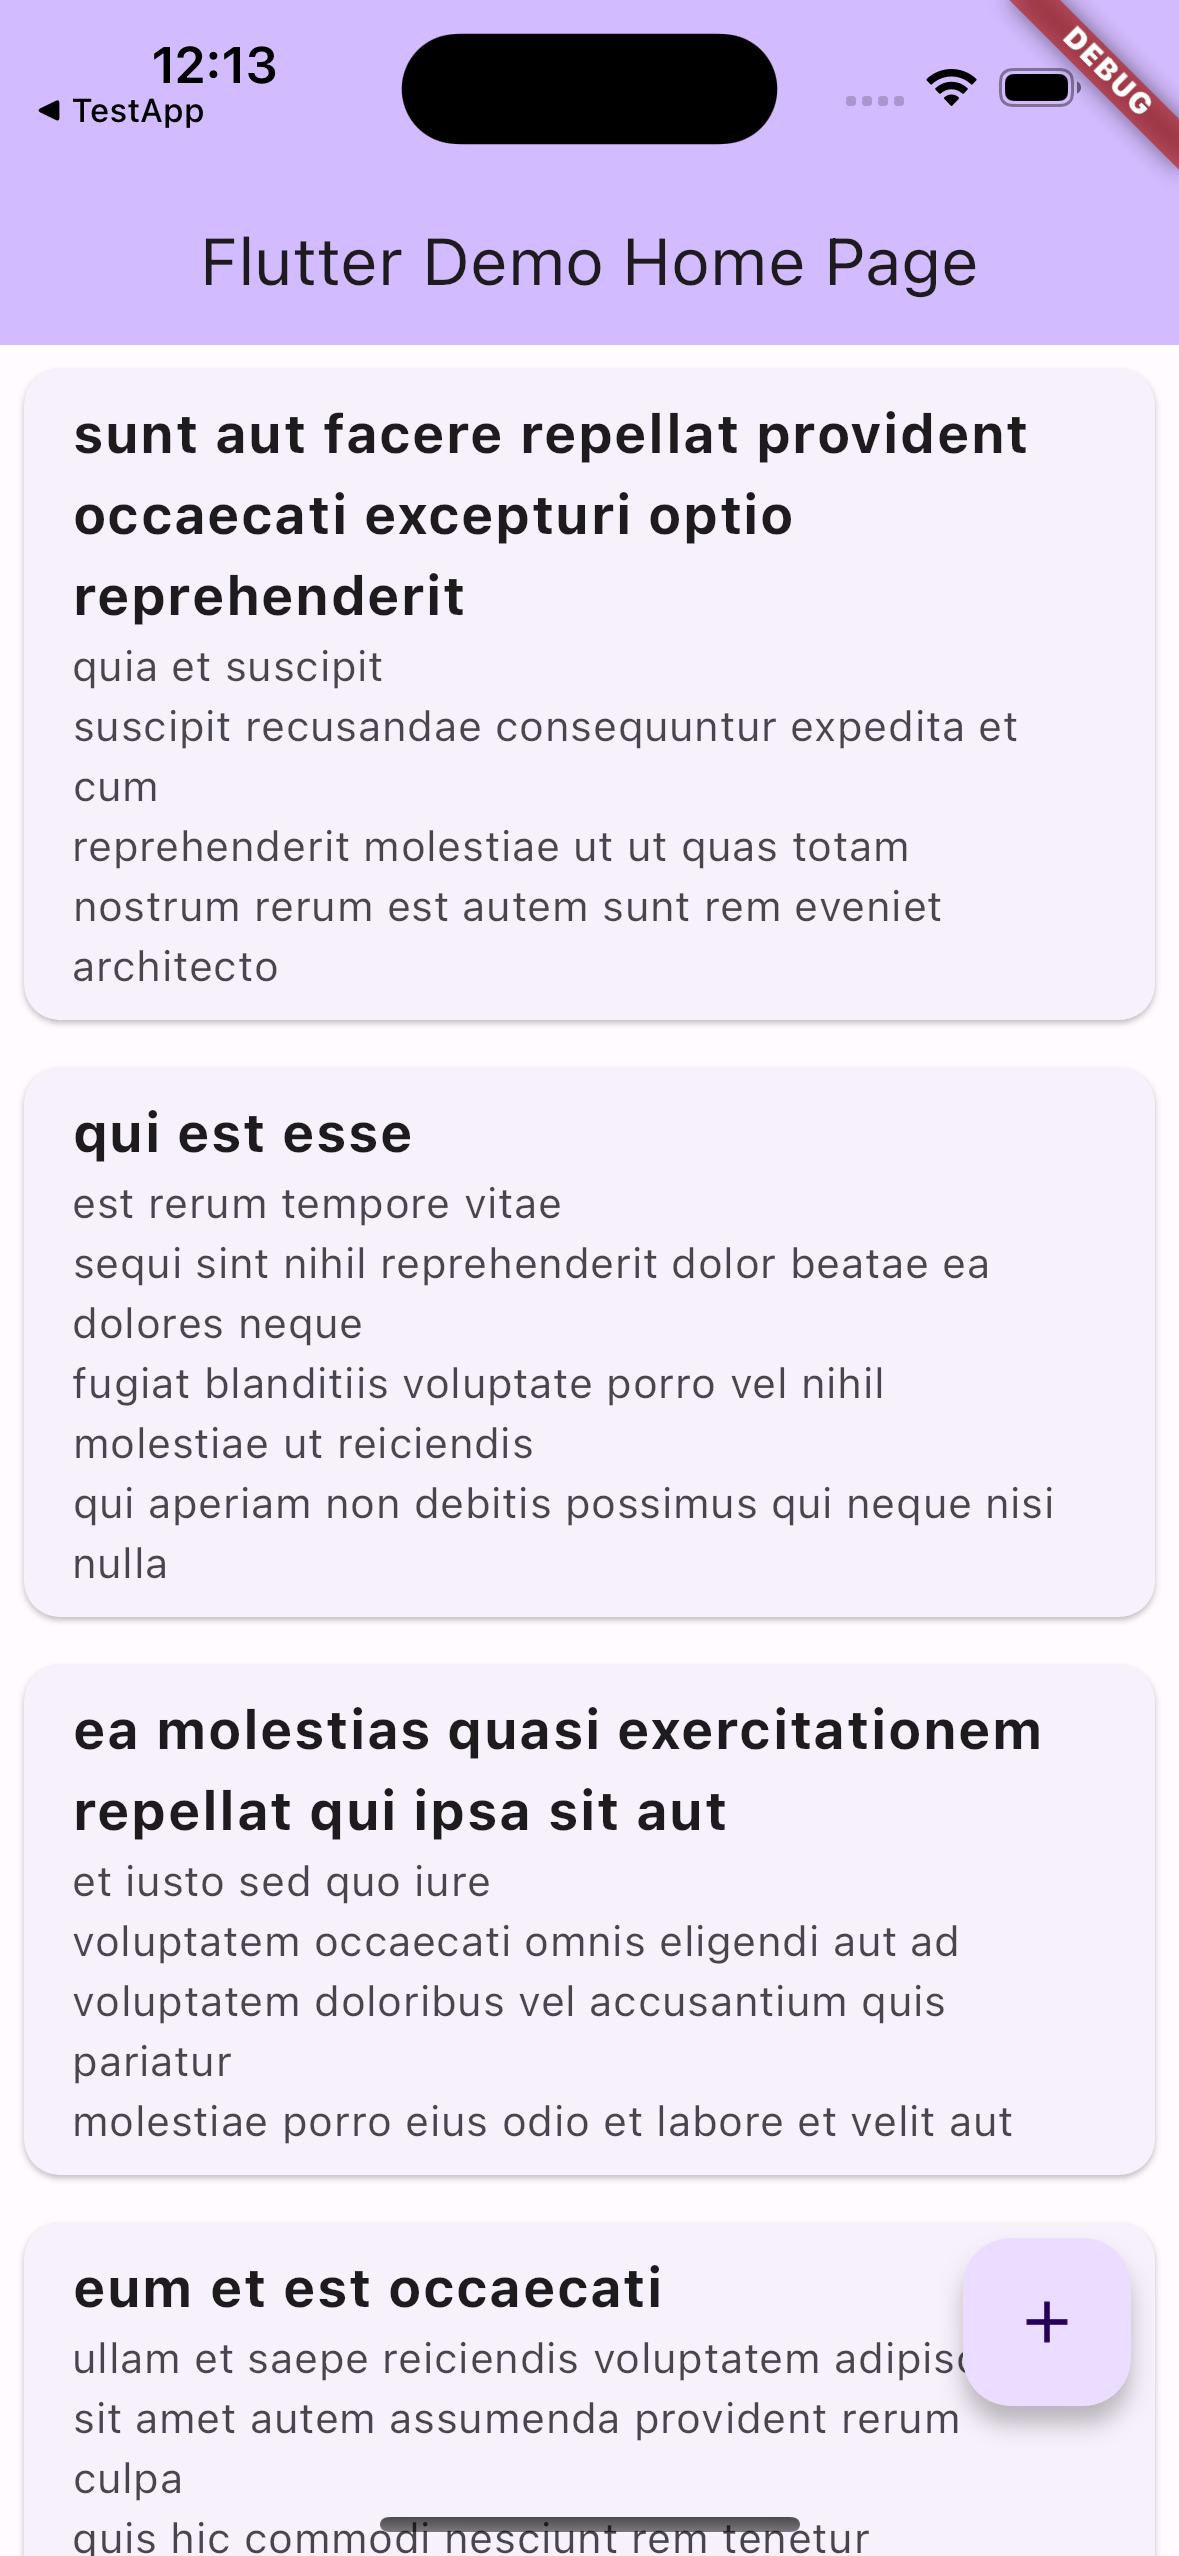 12:13
◀ TestApp
DEBUG
Flutter Demo Home Page
sunt aut facere repellat provident
occaecati excepturi optio
reprehenderit
quia et suscipit
suscipit recusandae consequuntur expedita et
cum
reprehenderit molestiae ut ut quas totam
nostrum rerum est autem sunt rem eveniet
architecto
qui est esse
est rerum tempore vitae
sequi sint nihil reprehenderit dolor beatae ea
dolores neque
fugiat blanditiis voluptate porro vel nihil
molestiae ut reiciendis
qui aperiam non debitis possimus qui neque nisi
nulla
ea molestias quasi exercitationem
repellat qui ipsa sit aut
et iusto sed quo iure
voluptatem occaecati omnis eligendi aut ad
voluptatem doloribus vel accusantium quis
pariatur
molestiae porro eius odio et labore et velit aut
eum et est occaecati
ullam et saepe reiciendis voluptatem
sit amet autem assumenda provident rerum
culpa
quis hic commodi nesciunt rem tenetur